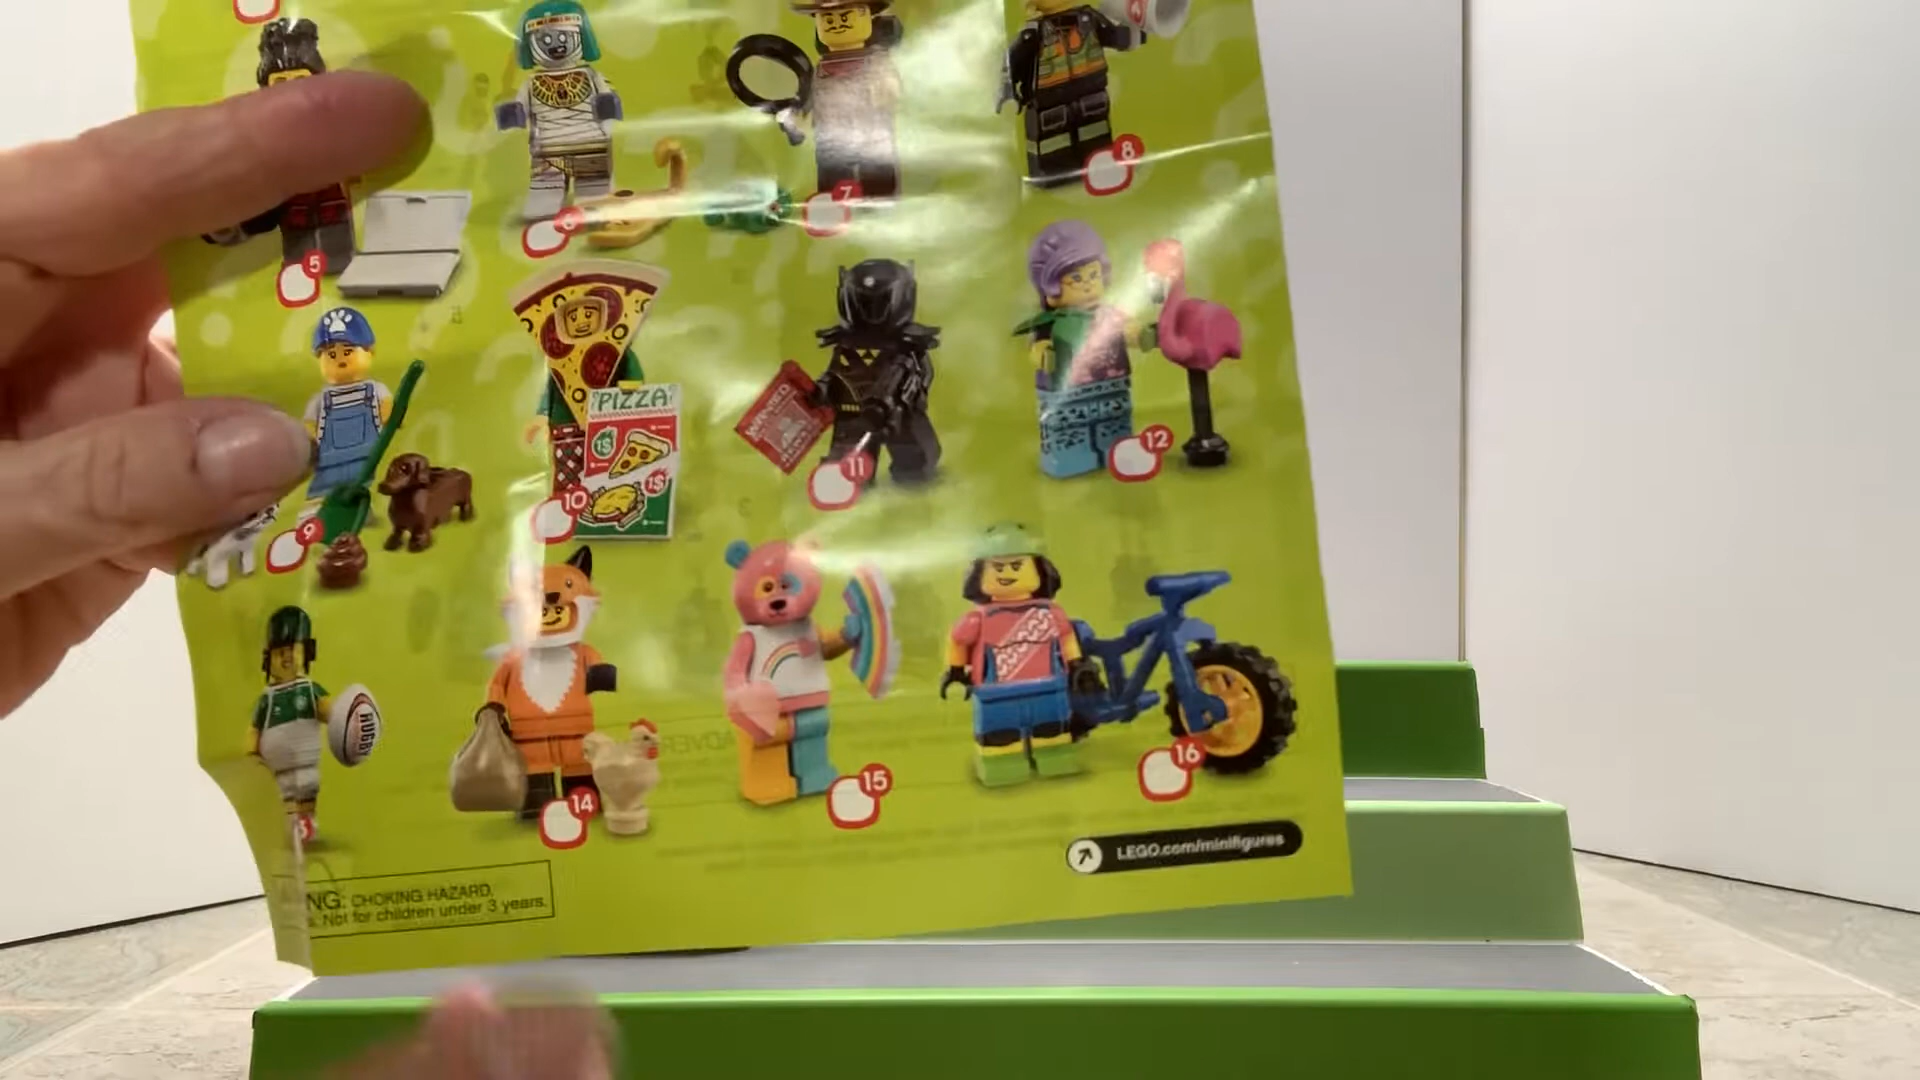 8
7
6
5
PIZZA
1$
1$
WANTED
12
11
10
9
RUGBY
16
15
14
LEGO.com/minifigures
NG: CHOKING HAZARD.
s. Not for children under 3 years.